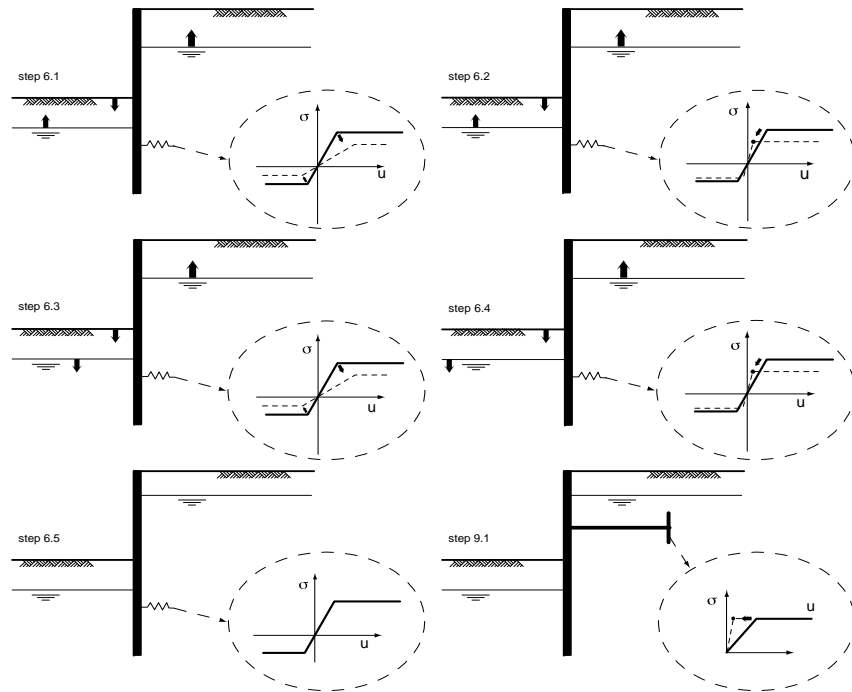 step 6.1
σ
u
step 6.2
σ
u
step 6.3
σ
u
step 6.4
σ
u
step 6.5
σ
u
step 9.1
σ
u